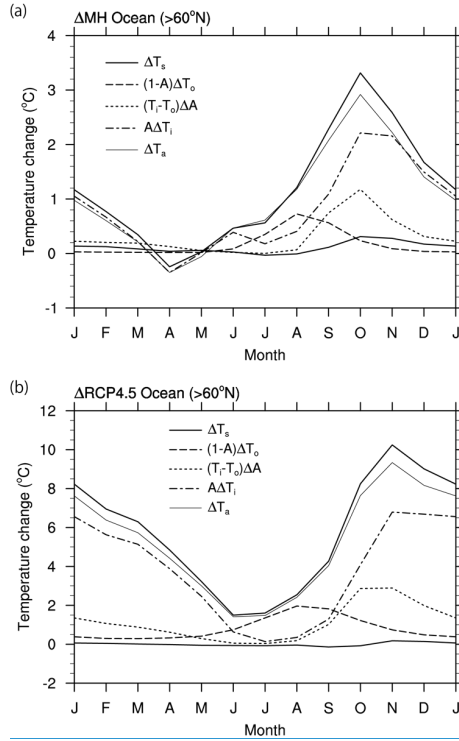 (a)
ΔMH Ocean (>60°N)
Temperature change (°C)
4
3
2
1
0
-1
ΔTs
(1-A)ΔTo
(Ti-To)ΔA
AΔTi
ΔTa
J F M A M J J A S O N D J
Month
(b)
ΔRCP4.5 Ocean (>60°N)
Temperature change (°C)
12
10
8
6
4
2
0
-2
ΔTs
(1-A)ΔTo
(Ti-To)ΔA
AΔTi
ΔTa
J F M A M J J A S O N D J
Month